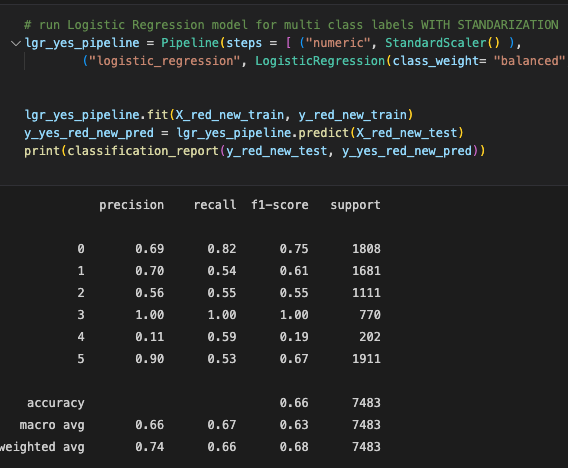 # run Logistic Regression model for multi class labels WITH STANDARIZATION
lgr_yes_pipeline = Pipeline(steps = [ ("numeric", StandardScaler() ),
("logistic_regression", LogisticRegression(class_weight= "balanced"
lgr_yes_pipeline.fit(X_red_new_train, y_red_new_train)
y_yes_red_new_pred = lgr_yes_pipeline.predict(X_red_new_test)
print(classification_report(y_red_new_test, y_yes_red_new_pred))
precision recall f1-score support
0 0.69 0.82 0.75 1808
1 0.70 0.54 0.61 1681
2 0.56 0.55 0.55 1111
3 1.00 1.00 1.00 770
4 0.11 0.59 0.19 202
5 0.90 0.53 0.67 1911
accuracy 0.66 7483
macro avg 0.66 0.67 0.63 7483
weighted avg 0.74 0.66 0.68 7483